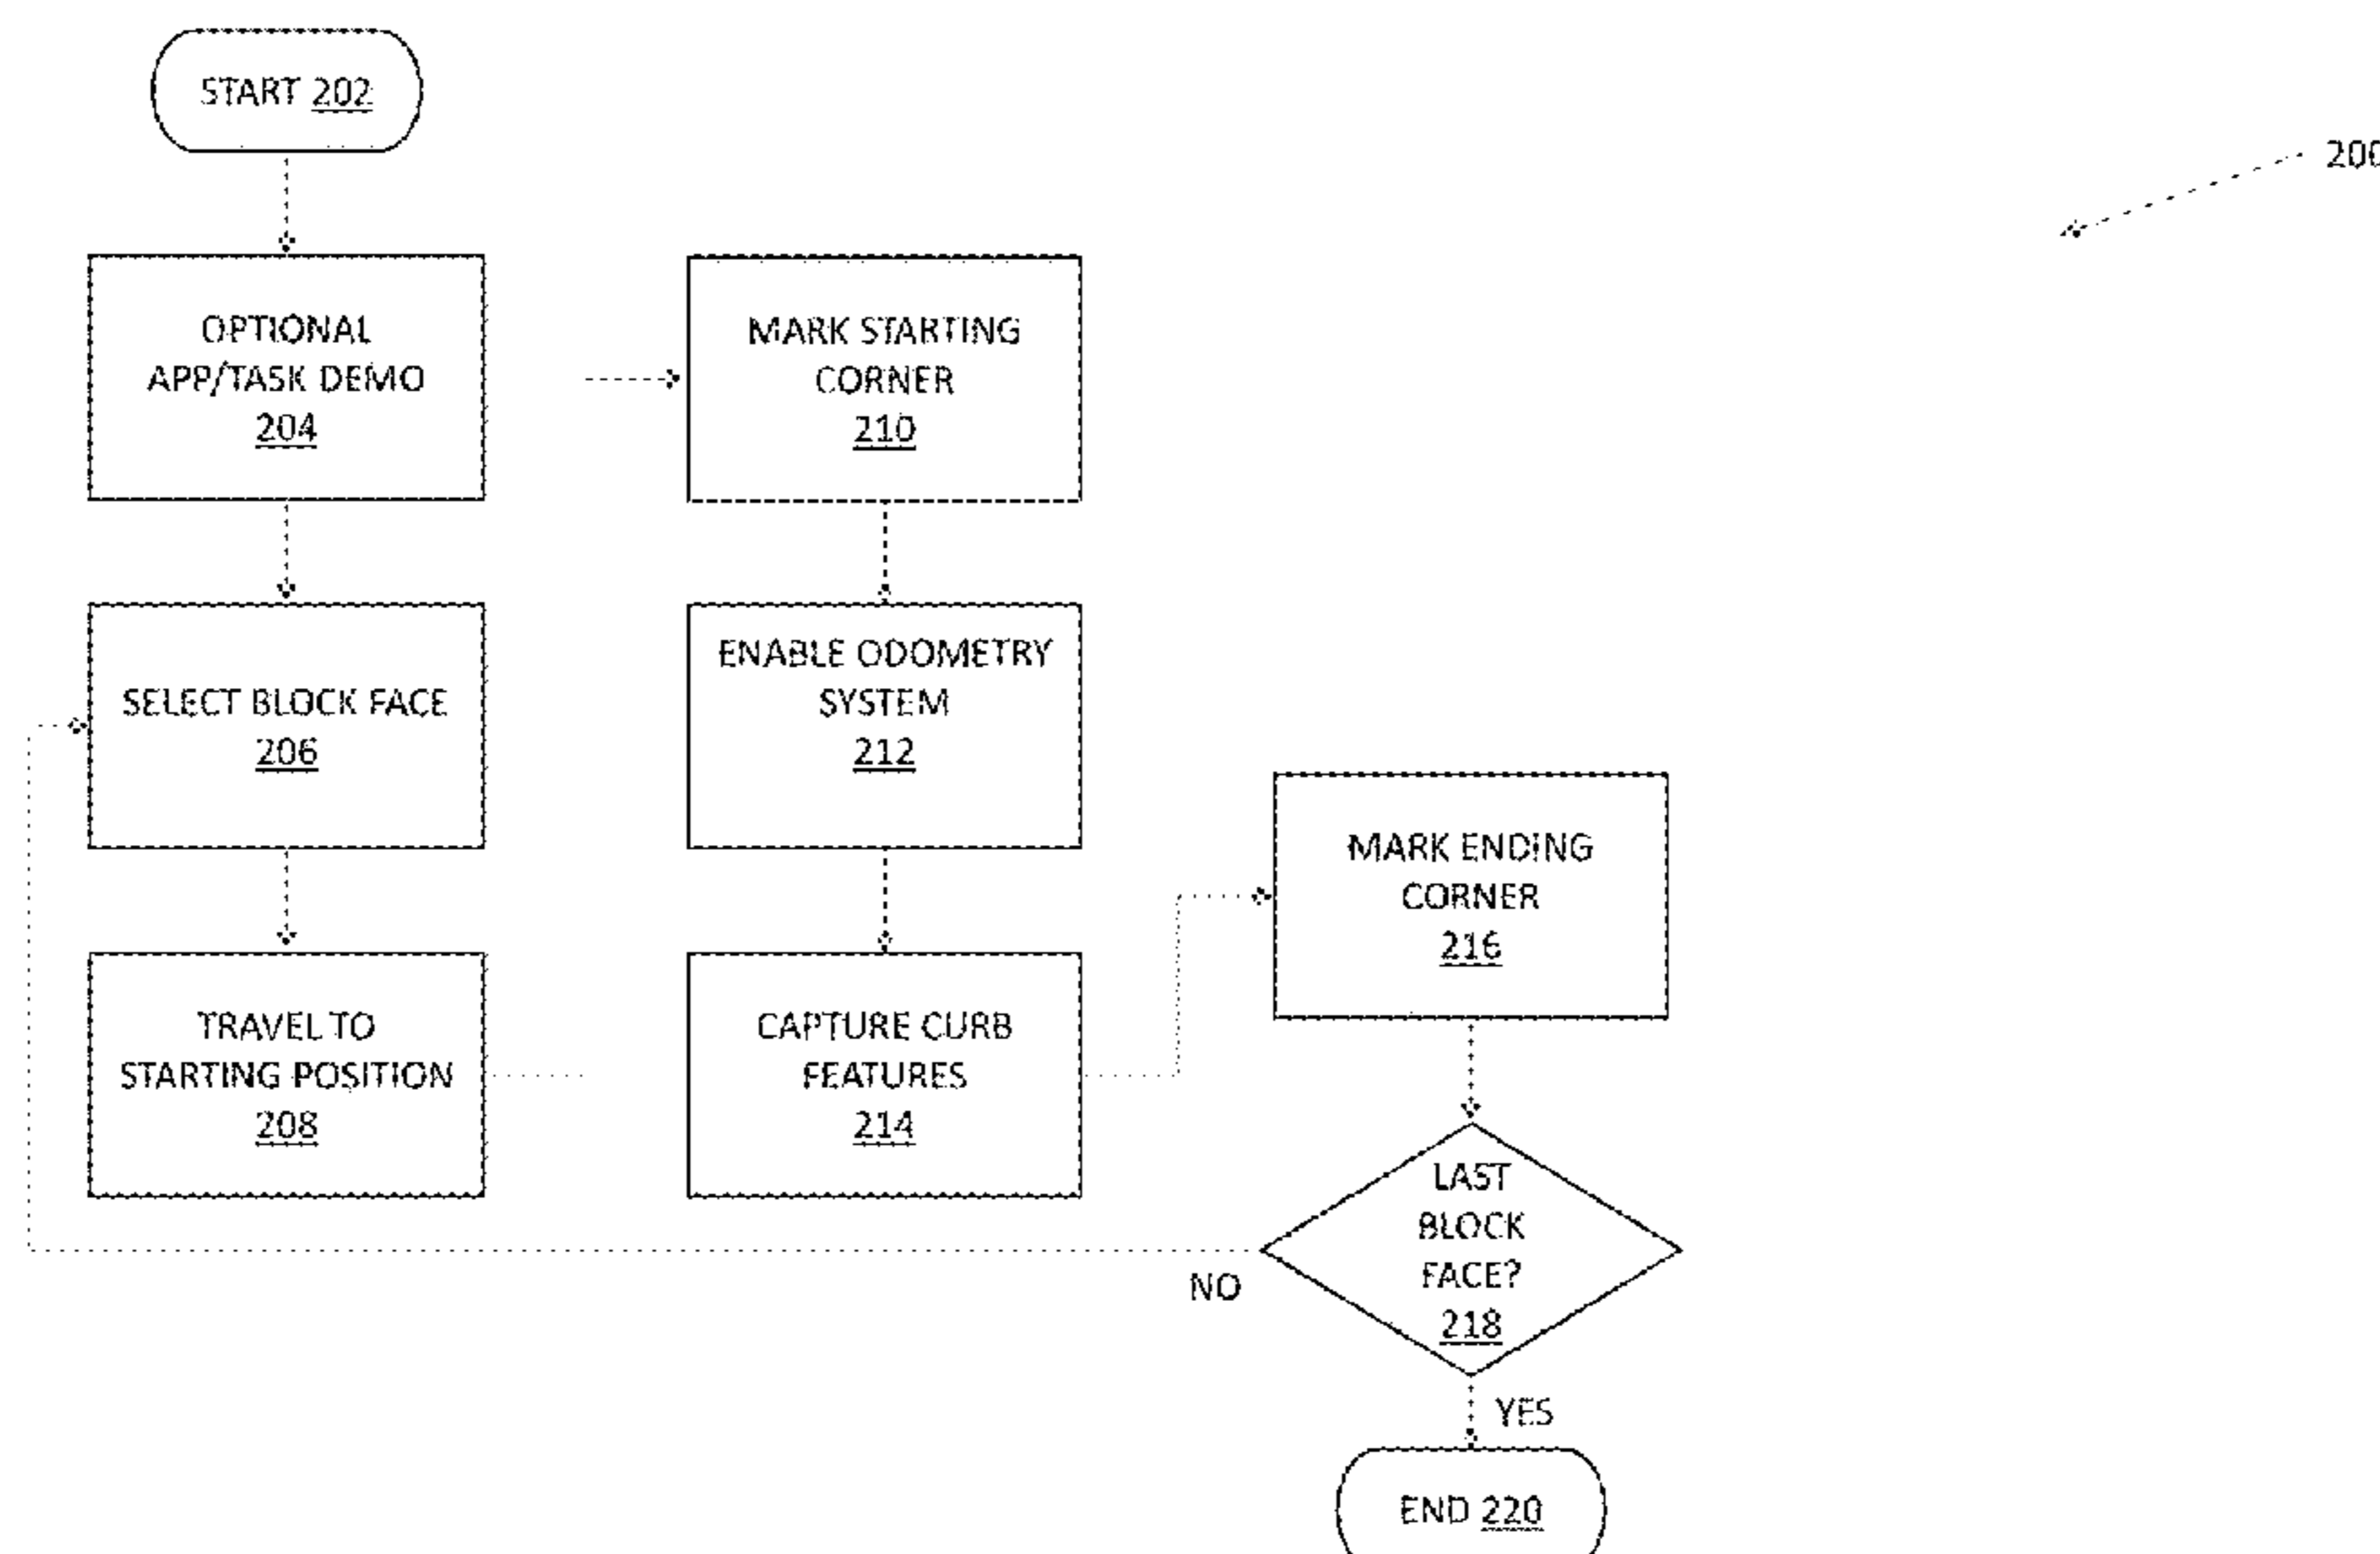 START 202
200
OPTIONAL
APP/TASK DEMO
204
SELECT BLOCK FACE
206
TRAVEL TO
STARTING POSITION
208
MARK STARTING
CORNER
210
ENABLE ODOMETRY
SYSTEM
212
CAPTURE CURB
FEATURES
214
MARK ENDING
CORNER
216
LAST
BLOCK
FACE?
218
NO
YES
END 220